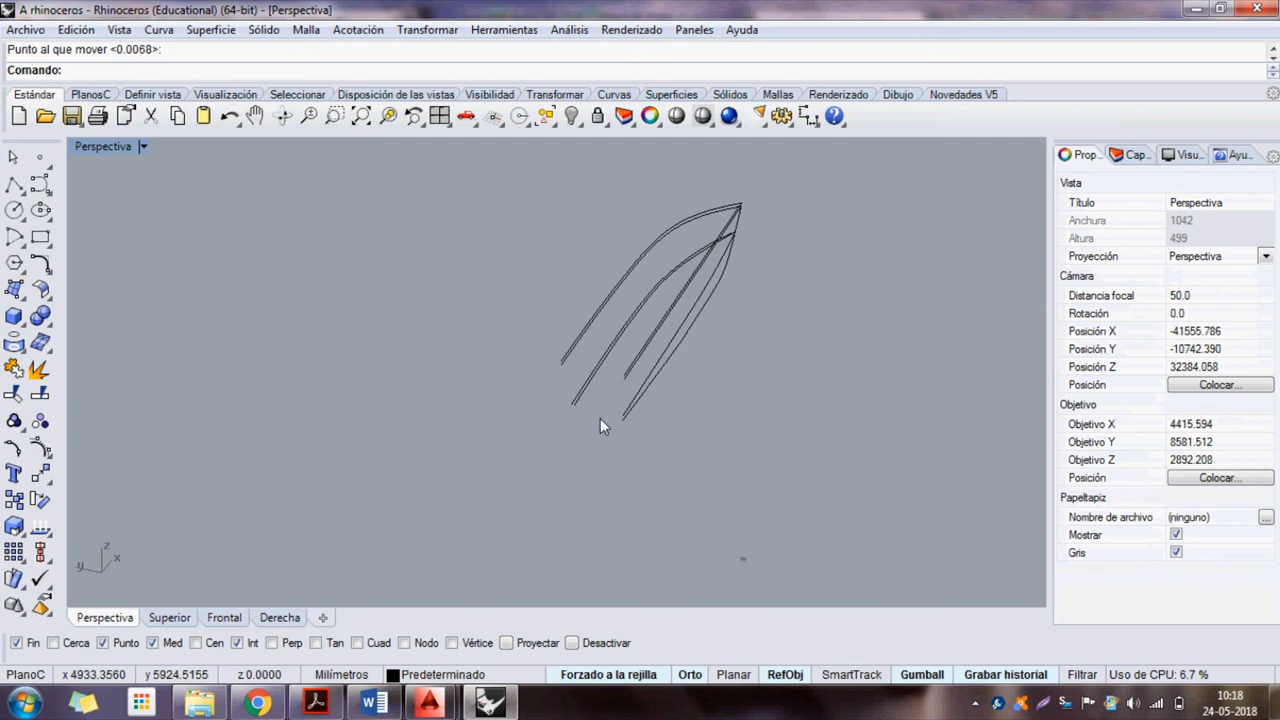 A rhinoceros - Rhinoceros (Educational) (64-bit) - [Perspectiva]
Archivo Edición Vista Curva Superficie Sólido Malla Acotación Transformar Herramientas Análisis Renderizado Paneles Ayuda
Punto al que mover <0.0068>:
Comando:
Estándar PlanosC Definir vista Visualización Seleccionar Disposición de las vistas Visibilidad Transformar Curvas Superficies Sólidos Mallas Renderizado Dibujo Novedades V5
Perspectiva
Prop... Cap... Visu... Ayu...
Vista
Título Perspectiva
Anchura 1042
Altura 499
Proyección Perspectiva
Cámara
Distancia focal 50.0
Rotación 0.0
Posición X -41555.786
Posición Y -10742.390
Posición Z 32384.058
Posición Colocar...
Objetivo
Objetivo X 4415.594
Objetivo Y 8581.512
Objetivo Z 2892.208
Posición Colocar...
Papeltapiz
Nombre de archivo (ninguno) ...
Mostrar
Gris
z
y x
Perspectiva Superior Frontal Derecha
Fin Cerca Punto Med Cen Int Perp Tan Cuad Nodo Vértice Proyectar Desactivar
PlanoC x 4933.3560 y 5924.5155 z 0.0000 Milímetros Predeterminado Forzado a la rejilla Orto Planar RefObj SmartTrack Gumball Grabar historial Filtrar Uso de CPU: 6.7 %
10:18
24-05-2018